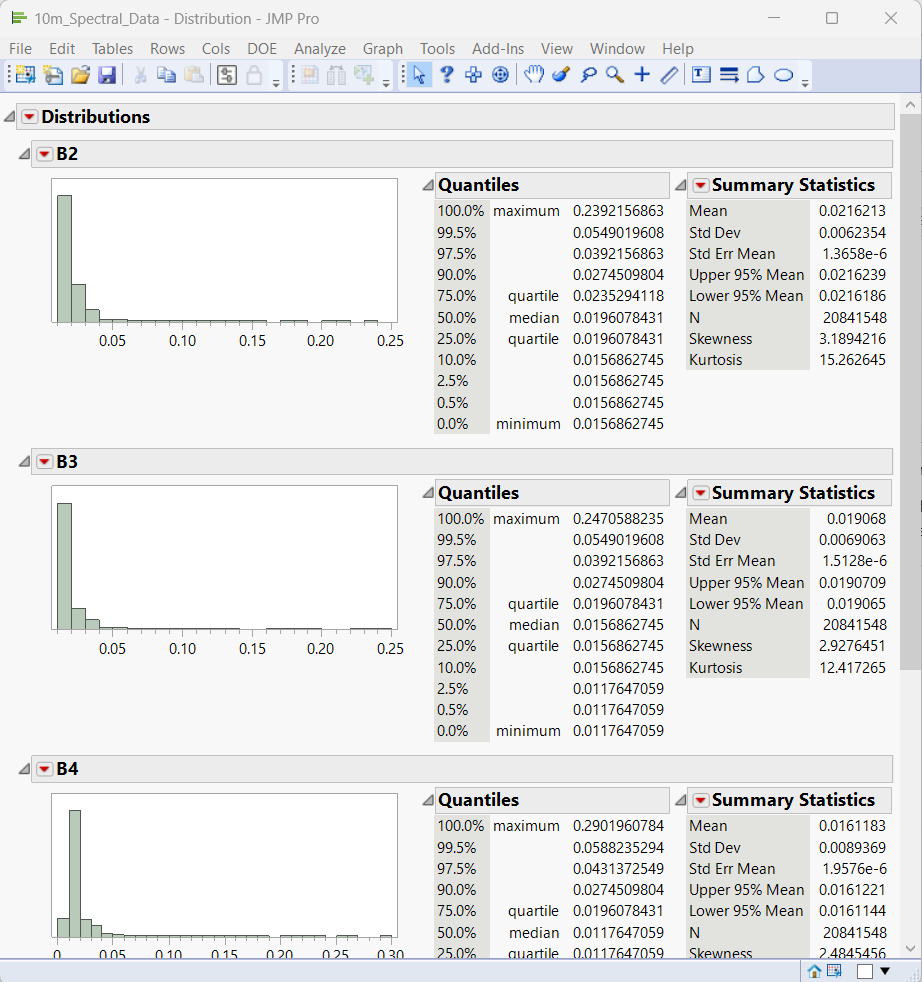 10m_Spectral_Data - Distribution - JMP Pro
File Edit Tables Rows Cols DOE Analyze Graph Tools Add-Ins View Window Help
Distributions
B2
0.05 0.10 0.15 0.20 0.25
Quantiles
100.0% maximum 0.2392156863
99.5% 0.0549019608
97.5% 0.0392156863
90.0% 0.0274509804
75.0% quartile 0.0235294118
50.0% median 0.0196078431
25.0% quartile 0.0196078431
10.0% 0.0156862745
2.5% 0.0156862745
0.5% 0.0156862745
0.0% minimum 0.0156862745
Summary Statistics
Mean 0.0216213
Std Dev 0.0062354
Std Err Mean 1.3658e-6
Upper 95% Mean 0.0216239
Lower 95% Mean 0.0216186
N 20841548
Skewness 3.1894216
Kurtosis 15.262645
B3
0.05 0.10 0.15 0.20 0.25
Quantiles
100.0% maximum 0.2470588235
99.5% 0.0549019608
97.5% 0.0392156863
90.0% 0.0274509804
75.0% quartile 0.0196078431
50.0% median 0.0156862745
25.0% quartile 0.0156862745
10.0% 0.0156862745
2.5% 0.0117647059
0.5% 0.0117647059
0.0% minimum 0.0117647059
Summary Statistics
Mean 0.019068
Std Dev 0.0069063
Std Err Mean 1.5128e-6
Upper 95% Mean 0.0190709
Lower 95% Mean 0.019065
N 20841548
Skewness 2.9276451
Kurtosis 12.417265
B4
0 0.05 0.10 0.15 0.20 0.25 0.30
Quantiles
100.0% maximum 0.2901960784
99.5% 0.0588235294
97.5% 0.0431372549
90.0% 0.0274509804
75.0% quartile 0.0196078431
50.0% median 0.0117647059
25.0% quartile 0.0117647059
Summary Statistics
Mean 0.0161183
Std Dev 0.0089369
Std Err Mean 1.9576e-6
Upper 95% Mean 0.0161221
Lower 95% Mean 0.0161144
N 20841548
Skewness 2.4845456